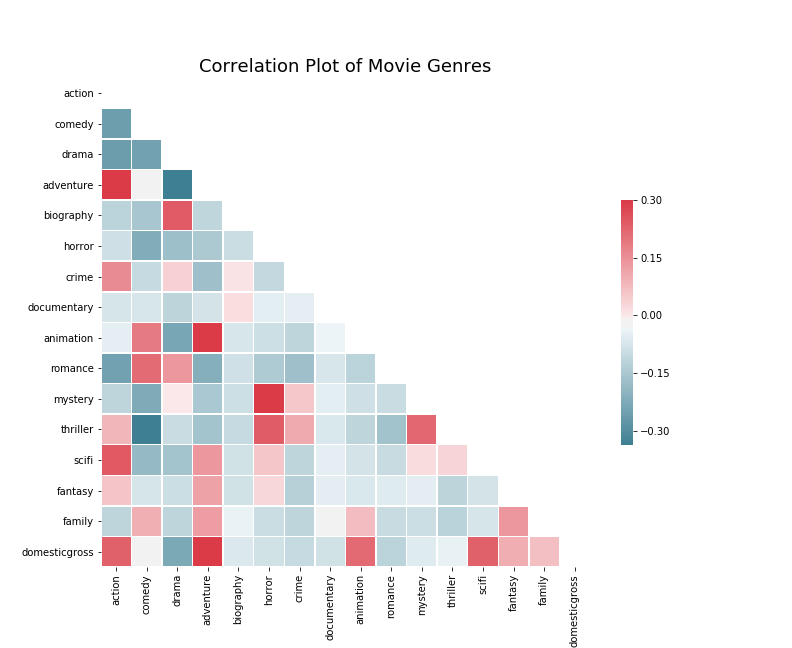 Correlation Plot of Movie Genres
action
comedy
drama
adventure
biography
horror
crime
documentary
animation
romance
mystery
thriller
scifi
fantasy
family
domesticgross
action
comedy
drama
adventure
biography
horror
crime
documentary
animation
romance
mystery
thriller
scifi
fantasy
family
domesticgross
0.30
0.15
0.00
−0.15
−0.30